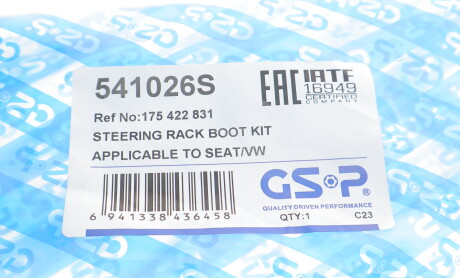 541026S
EAC IATF
16949
CERTIFIED
COMPANY
Ref No:175 422 831
STEERING RACK BOOT KIT
APPLICABLE TO SEAT/VW
6 941338 436458
GSP
QUALITY DRIVEN PERFORMANCE
QTY:1 C23